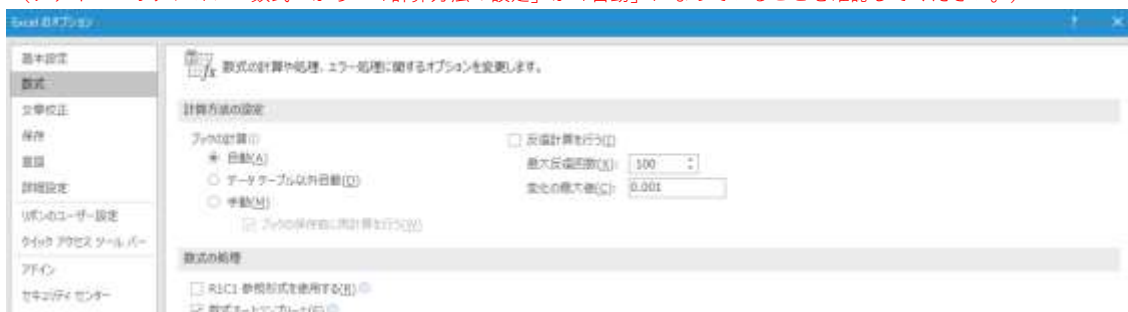 Excel のオプション
? ×
基本設定
数式
文章校正
保存
言語
詳細設定
リボンのユーザー設定
クイック アクセス ツール バー
アドイン
セキュリティ センター
数式の計算や処理、エラー処理に関するオプションを変更します。
計算方法の設定
ブックの計算
自動(A)
データ テーブル以外自動(D)
手動(M)
ブックの保存前に再計算を行う(W)
反復計算を行う(I)
最大反復回数(X): 100
変化の最大値(C): 0.001
数式の処理
R1C1 参照形式を使用する(R)